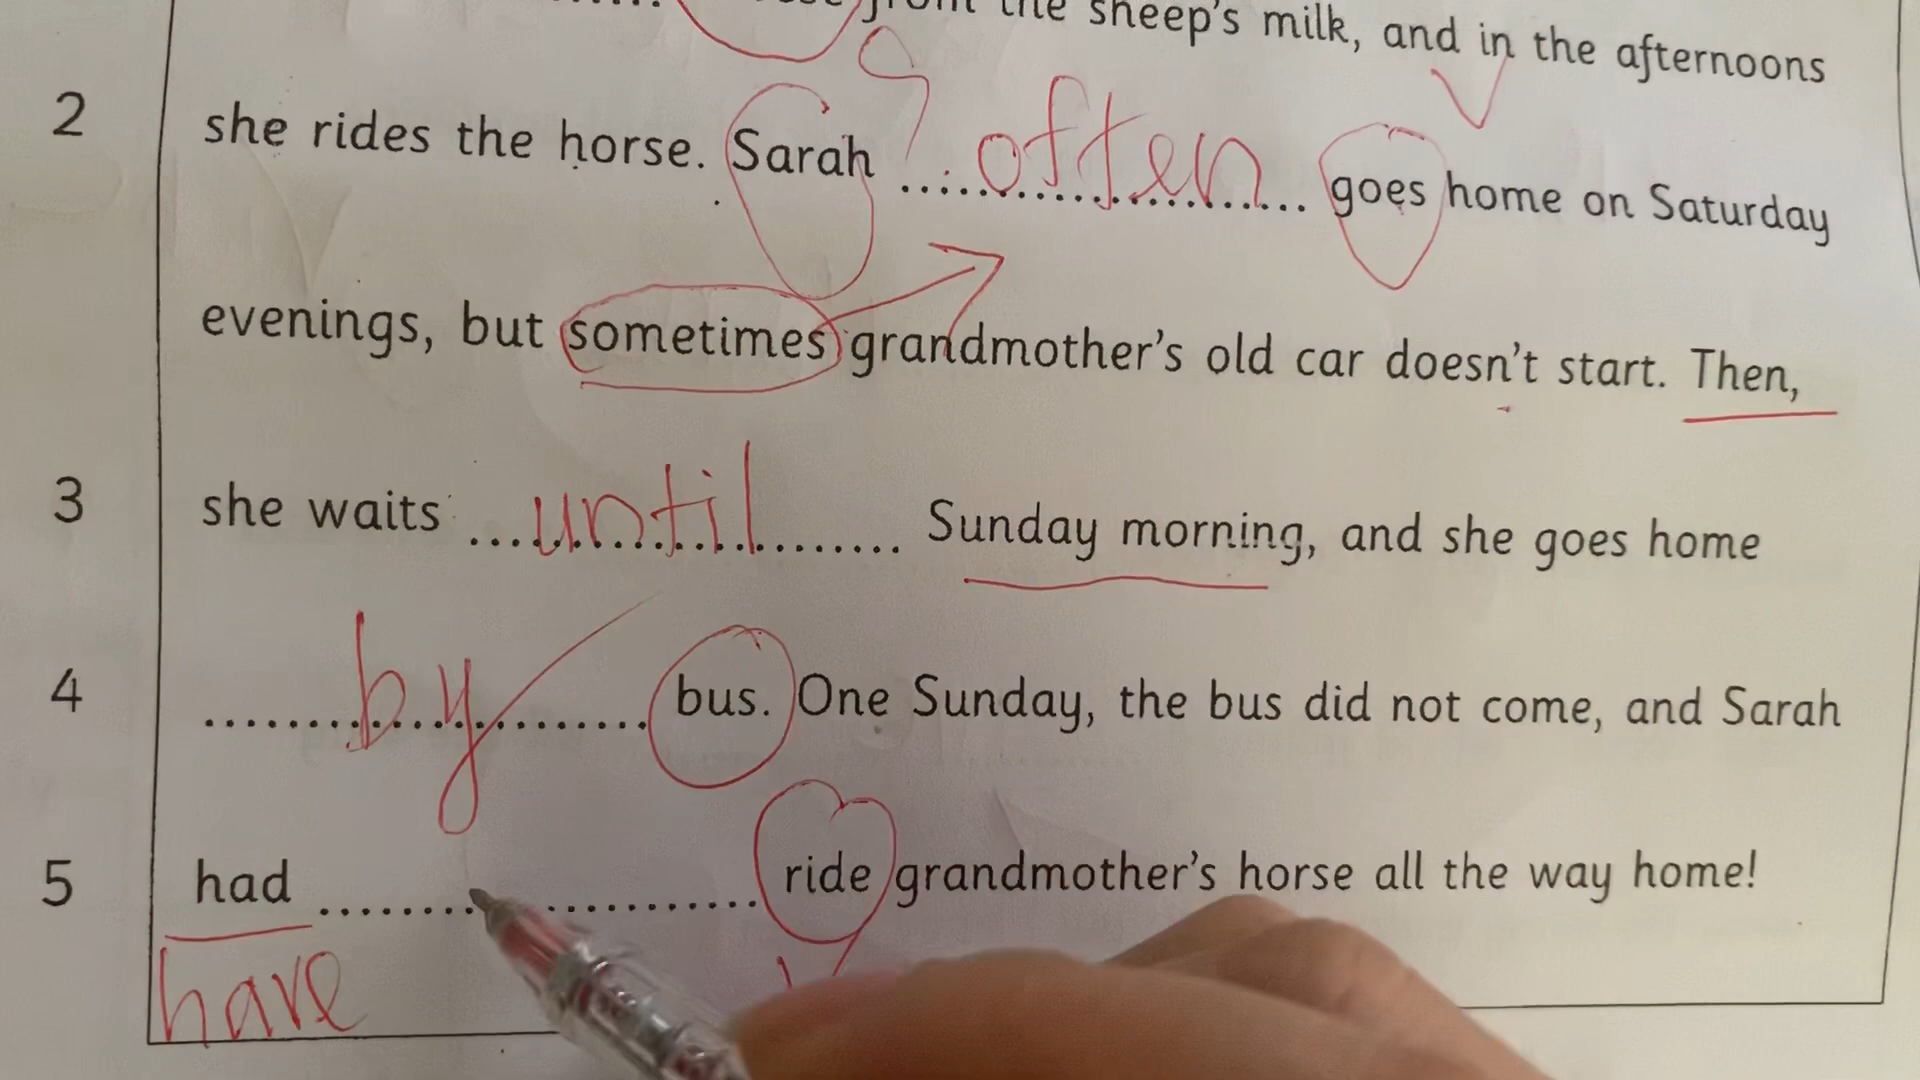 the sheep's milk, and in the afternoons
2 she rides the horse. Sarah ...often... goes home on Saturday
evenings, but sometimes grandmother's old car doesn't start. Then,
3 she waits ...until......... Sunday morning, and she goes home
4 .......by......... bus. One Sunday, the bus did not come, and Sarah
5 had ........................ ride grandmother's horse all the way home!
have